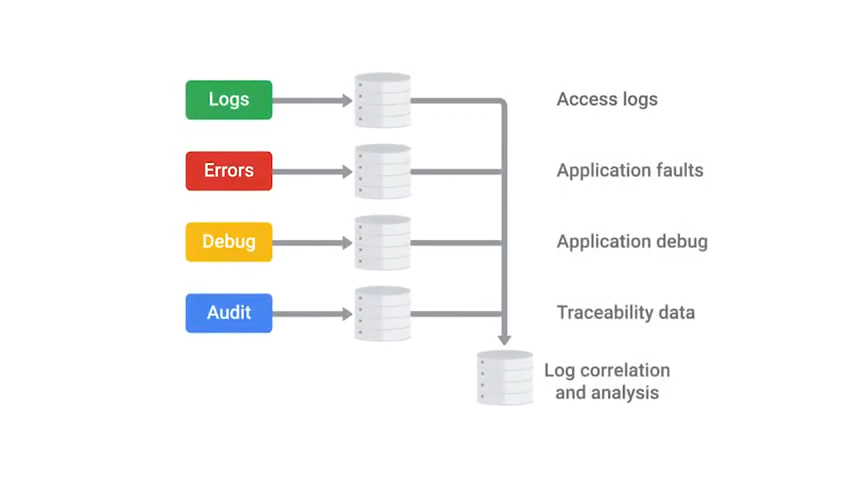 Logs
Access logs
Errors
Application faults
Debug
Application debug
Audit
Traceability data
Log correlation
and analysis